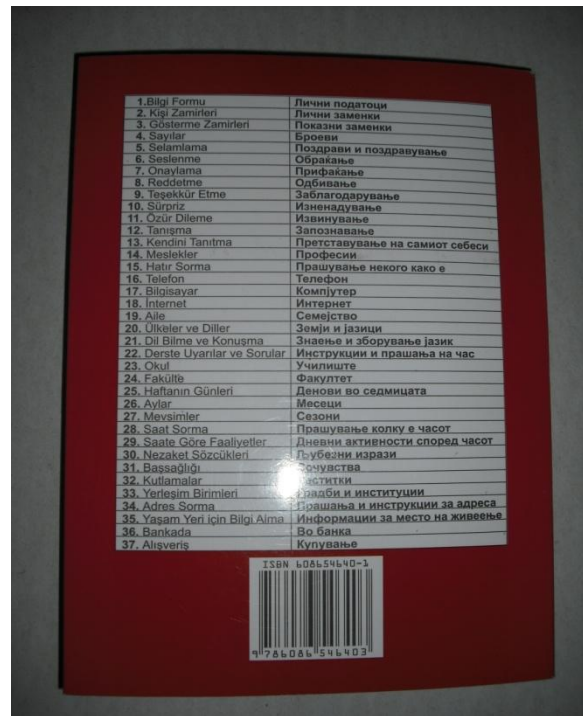 1.Bilgi Formu Лични податоци
2. Kişi Zamirleri Лични заменки
3. Gösterme Zamirleri Показни заменки
4. Sayılar Броеви
5. Selamlama Поздрави и поздравување
6. Seslenme Обраќање
7. Onaylama Прифаќање
8. Reddetme Одбивање
9. Teşekkür Etme Заблагодарување
10. Sürpriz Изненадување
11. Özür Dileme Извинување
12. Tanışma Запознавање
13. Kendini Tanıtma Претставување на самиот себеси
14. Meslekler Професии
15. Hatır Sorma Прашување некого како е
16. Telefon Телефон
17. Bilgisayar Компјутер
18. İnternet Интернет
19. Aile Семејство
20. Ülkeler ve Diller Земји и јазици
21. Dil Bilme ve Konuşma Знаење и зборување јазик
22. Derste Uyarılar ve Sorular Инструкции и прашања на час
23. Okul Училиште
24. Fakülte Факултет
25. Haftanın Günleri Денови во седмицата
26. Aylar Месеци
27. Mevsimler Сезони
28. Saat Sorma Прашување колку е часот
29. Saate Göre Faaliyetler Дневни активности според часот
30. Nezaket Sözcükleri Љубезни изрази
31. Başsağlığı Сочувства
32. Kutlamalar
33. Yerleşim Birimleri Градби и институции
34. Adres Sorma Прашања и инструкции за адреса
35. Yaşam Yeri için Bilgi Alma Информации за место на живеење
36. Bankada Во банка
37. Alışveriş Купување
ISBN 608654640-1
9 786086 546403